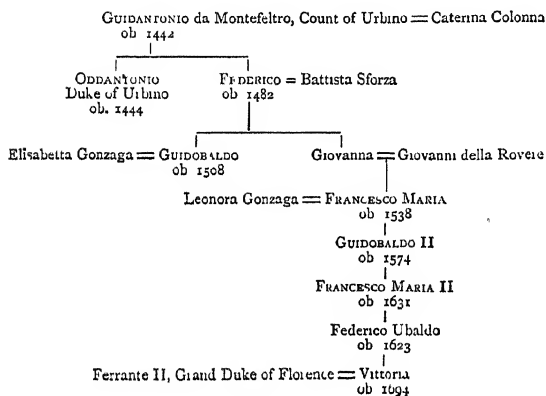 GUIDANTONIO da Montefeltro, Count of Urbino = Caterina Colonna
ob 1442
ODDANTONIO FEDERICO = Battista Sforza
Duke of Urbino ob 1482
ob. 1444
Elisabetta Gonzaga = GUIDOBALDO Giovanna = Giovanni della Rovere
ob 1508
Leonora Gonzaga = FRANCESCO MARIA
ob 1538
GUIDOBALDO II
ob 1574
FRANCESCO MARIA II
ob 1631
Federico Ubaldo
ob 1623
Ferrante II, Grand Duke of Florence = Vittoria
ob 1694